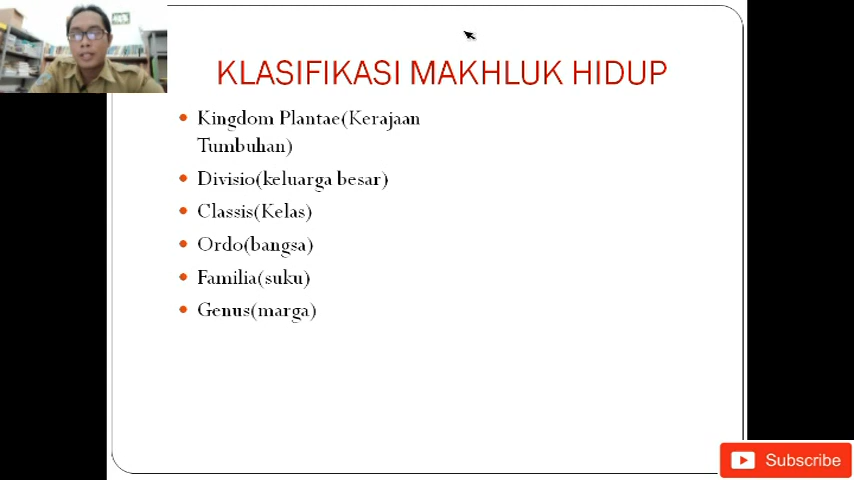 KLASIFIKASI MAKHLUK HIDUP
Kingdom Plantae(Kerajaan
Tumbuhan)
Divisio(keluarga besar)
Classis(Kelas)
Ordo(bangsa)
Familia(suku)
Genus(marga)
Subscribe